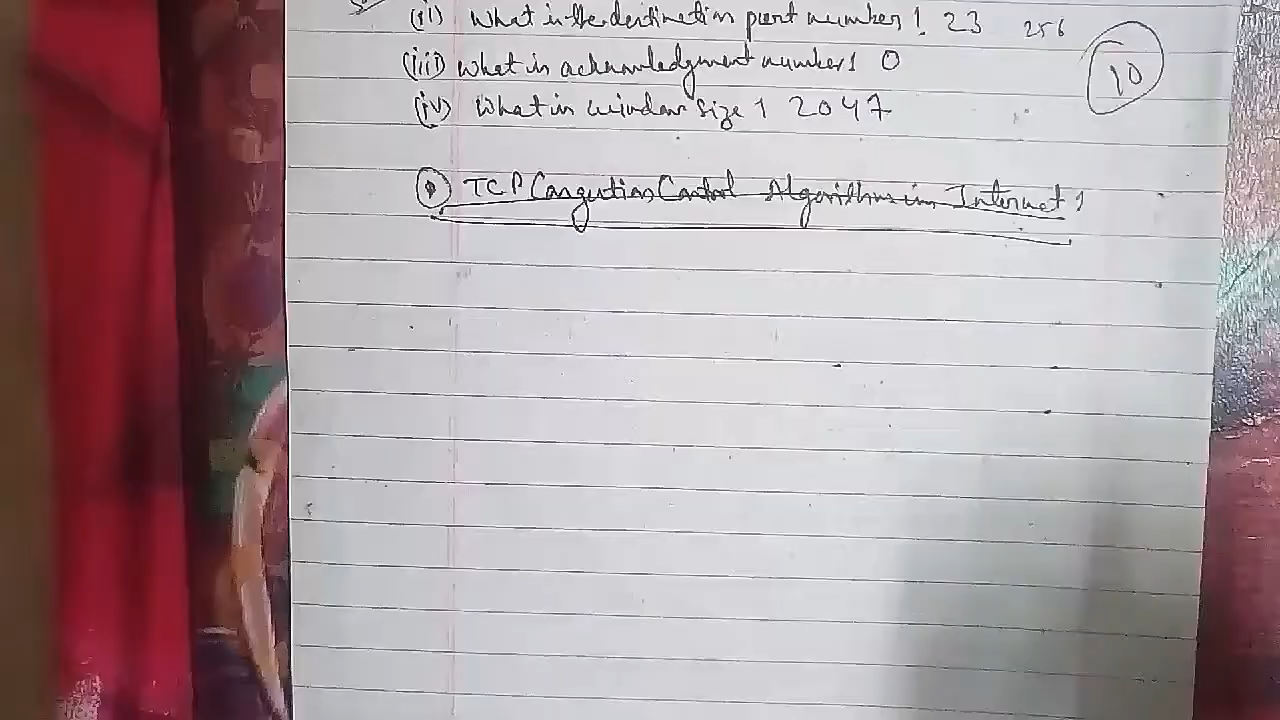 (ii) What is the destination port number? 23 256
(iii) What is acknowledgment number? 0
10
(iv) What is window size? 2047
TCP Congestion Control Algorithms in Internet?